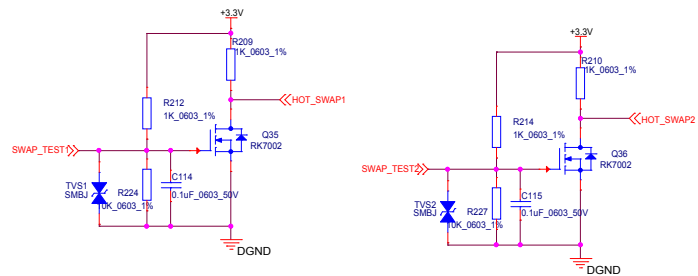 +3.3V
R209
1K_0603_1%
HOT_SWAP1
R212
1K_0603_1%
Q35
RK7002
SWAP_TEST1
C114
0.1uF_0603_50V
TVS1
SMBJ
R224
10K_0603_1%
DGND
+3.3V
R210
1K_0603_1%
HOT_SWAP2
R214
1K_0603_1%
Q36
RK7002
SWAP_TEST2
C115
0.1uF_0603_50V
TVS2
SMBJ
R227
10K_0603_1%
DGND